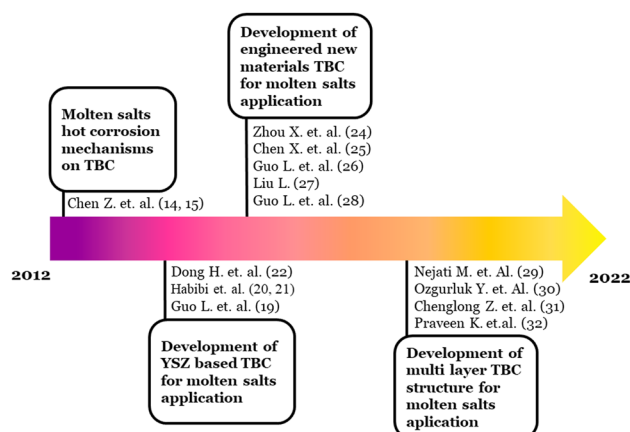 Development of
engineered new
materials TBC
for molten salts
application
Zhou X. et. al. (24)
Chen X. et. al. (25)
Guo L. et. al. (26)
Liu L. (27)
Guo L. et. al. (28)
Molten salts
hot corrosion
mechanisms
on TBC
Chen Z. et. al. (14, 15)
2012
2022
Dong H. et. al. (22)
Habibi et. al. (20, 21)
Guo L. et. al. (19)
Development of
YSZ based TBC
for molten salts
application
Nejati M. et. Al. (29)
Ozgurluk Y. et. Al. (30)
Chenglong Z. et. al. (31)
Praveen K. et.al. (32)
Development of
multi layer TBC
structure for
molten salts
aplication